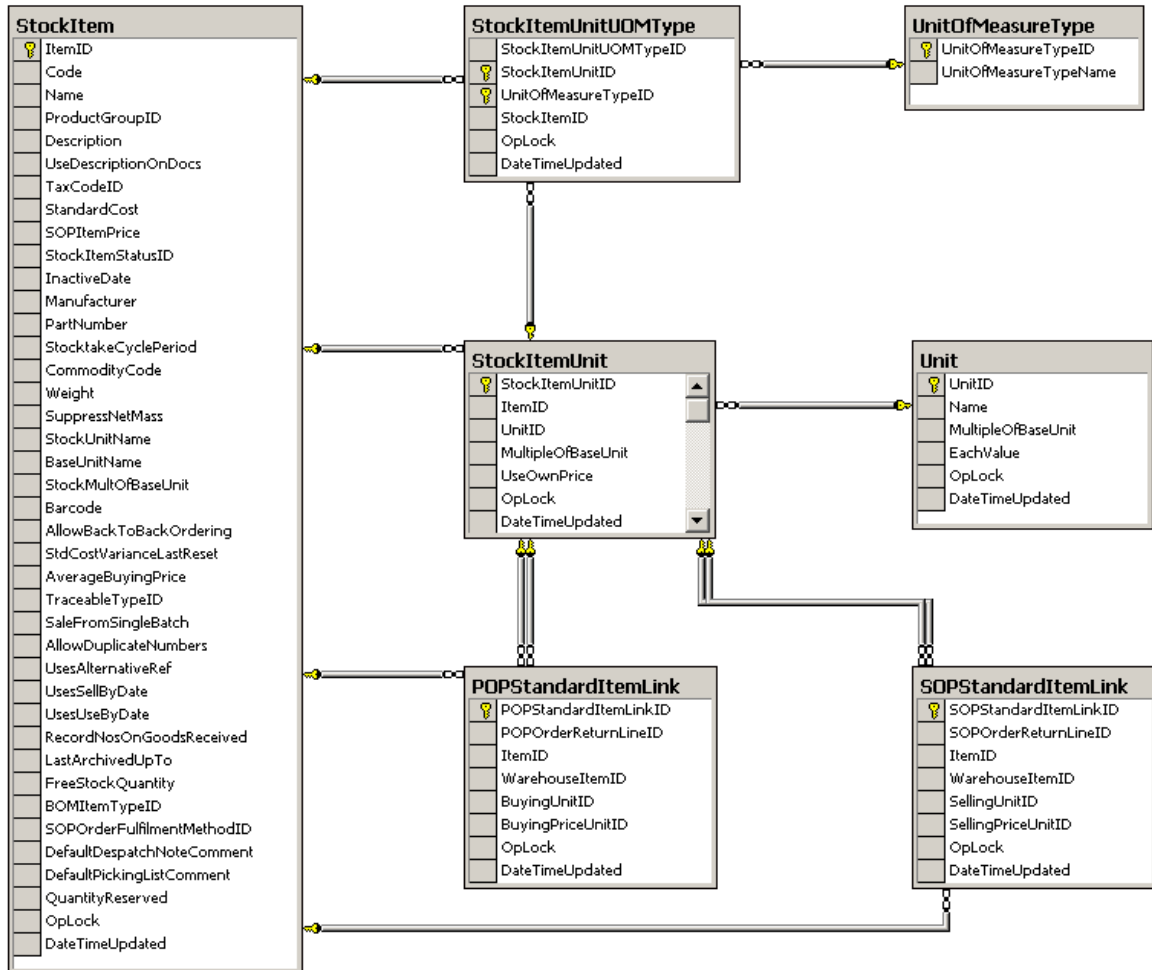 StockItem
ItemID
Code
Name
ProductGroupID
Description
UseDescriptionOnDocs
TaxCodeID
StandardCost
SOPItemPrice
StockItemStatusID
InactiveDate
Manufacturer
PartNumber
StocktakeCyclePeriod
CommodityCode
Weight
SuppressNetMass
StockUnitName
BaseUnitName
StockMultOfBaseUnit
Barcode
AllowBackToBackOrdering
StdCostVarianceLastReset
AverageBuyingPrice
TraceableTypeID
SaleFromSingleBatch
AllowDuplicateNumbers
UsesAlternativeRef
UsesSellByDate
UsesUseByDate
RecordNosOnGoodsReceived
LastArchivedUpTo
FreeStockQuantity
BOMItemTypeID
SOPOrderFulfilmentMethodID
DefaultDespatchNoteComment
DefaultPickingListComment
QuantityReserved
OpLock
DateTimeUpdated
StockItemUnitUOMType
StockItemUnitUOMTypeID
StockItemUnitID
UnitOfMeasureTypeID
StockItemID
OpLock
DateTimeUpdated
UnitOfMeasureType
UnitOfMeasureTypeID
UnitOfMeasureTypeName
StockItemUnit
StockItemUnitID
ItemID
UnitID
MultipleOfBaseUnit
UseOwnPrice
OpLock
DateTimeUpdated
Unit
UnitID
Name
MultipleOfBaseUnit
EachValue
OpLock
DateTimeUpdated
POPStandardItemLink
POPStandardItemLinkID
POPOrderReturnLineID
ItemID
WarehouseItemID
BuyingUnitID
BuyingPriceUnitID
OpLock
DateTimeUpdated
SOPStandardItemLink
SOPStandardItemLinkID
SOPOrderReturnLineID
ItemID
WarehouseItemID
SellingUnitID
SellingPriceUnitID
OpLock
DateTimeUpdated